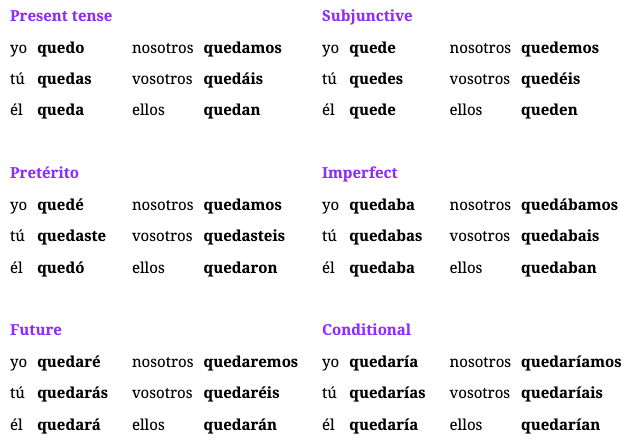 Present tense
yo quedo nosotros quedamos
tú quedas vosotros quedáis
él queda ellos quedan
Subjunctive
yo quede nosotros quedemos
tú quedes vosotros quedéis
él quede ellos queden
Pretérito
yo quedé nosotros quedamos
tú quedaste vosotros quedasteis
él quedó ellos quedaron
Imperfect
yo quedaba nosotros quedábamos
tú quedabas vosotros quedabais
él quedaba ellos quedaban
Future
yo quedaré nosotros quedaremos
tú quedarás vosotros quedaréis
él quedará ellos quedarán
Conditional
yo quedaría nosotros quedaríamos
tú quedarías vosotros quedaríais
él quedaría ellos quedarían